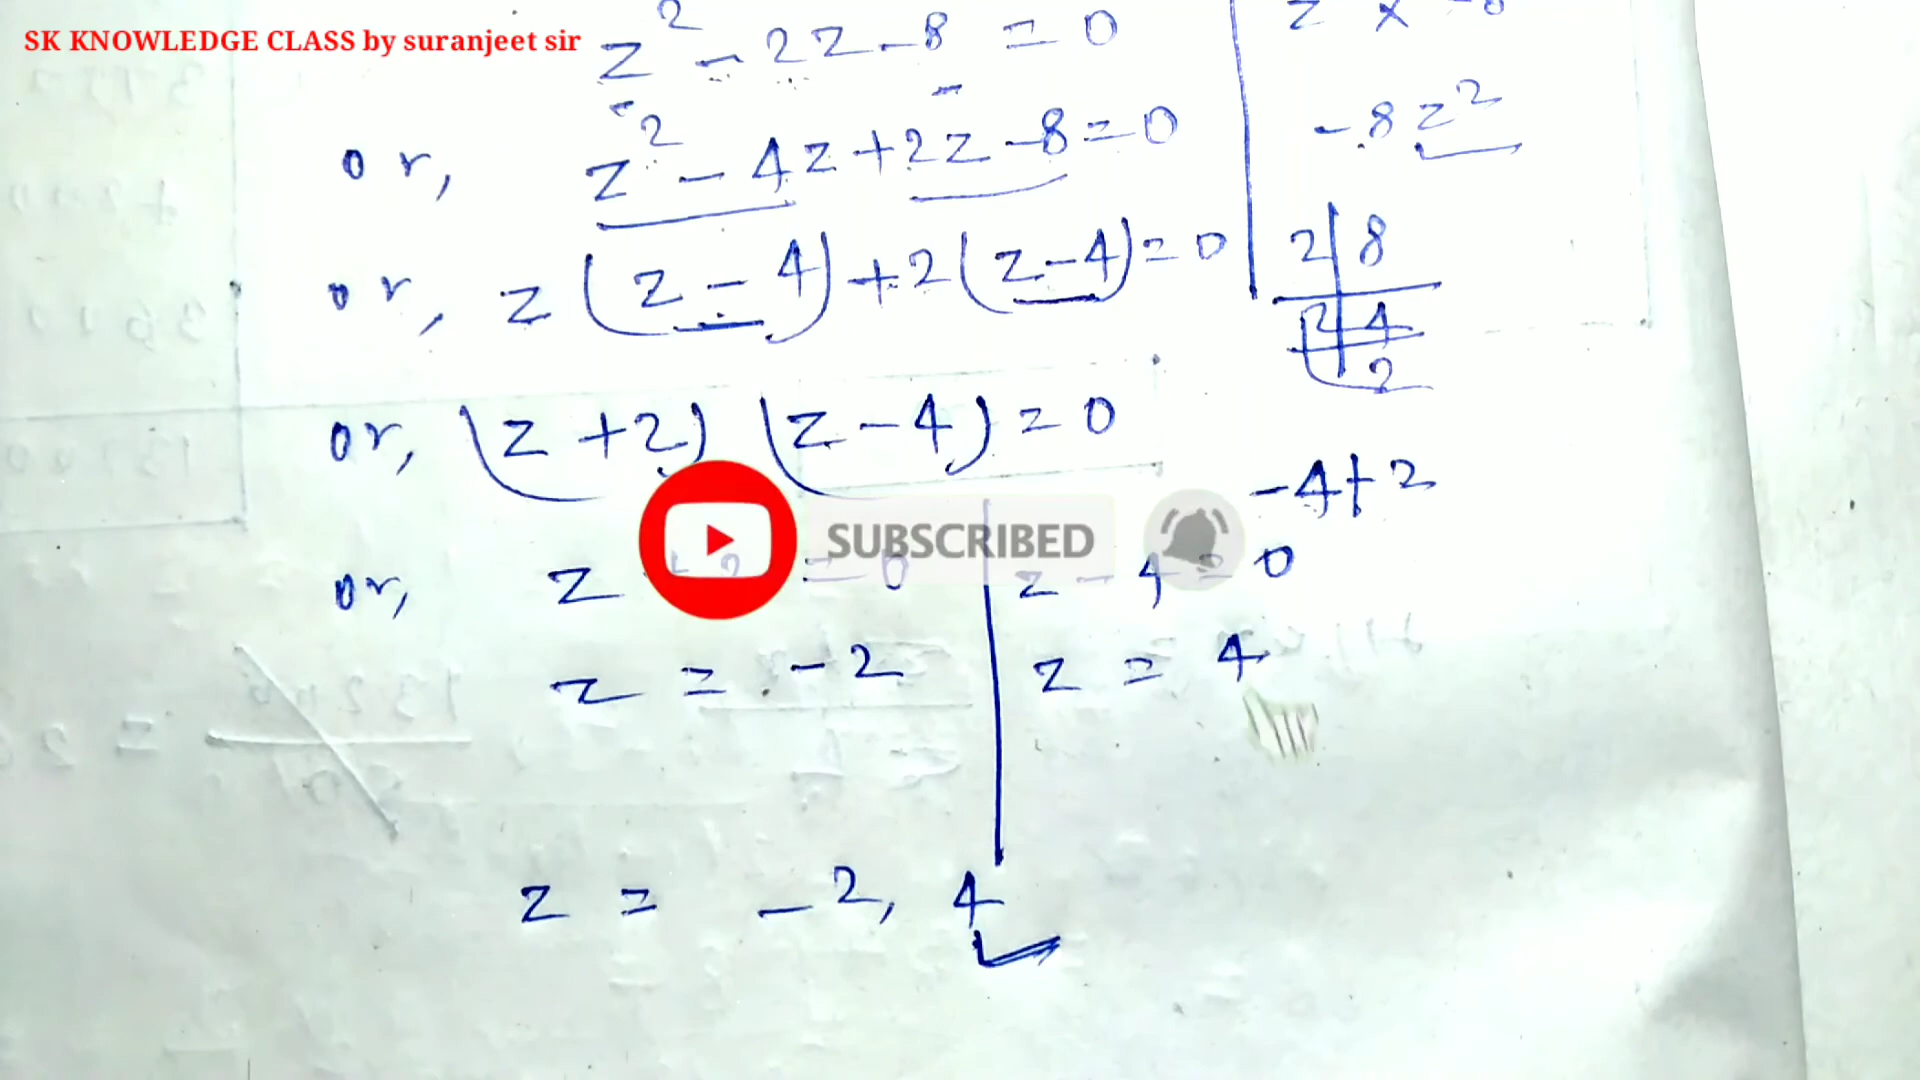 SK KNOWLEDGE CLASS by suranjeet sir
z² - 2z - 8 = 0
or, z² - 4z + 2z - 8 = 0
or, z(z - 4) + 2(z - 4) = 0
or, (z + 2) (z - 4) = 0
or, z + 2 = 0
z = -2
z - 4 = 0
z = 4
z = -2, 4
-8z²
2 8
2 4
2
-4+2
SUBSCRIBED